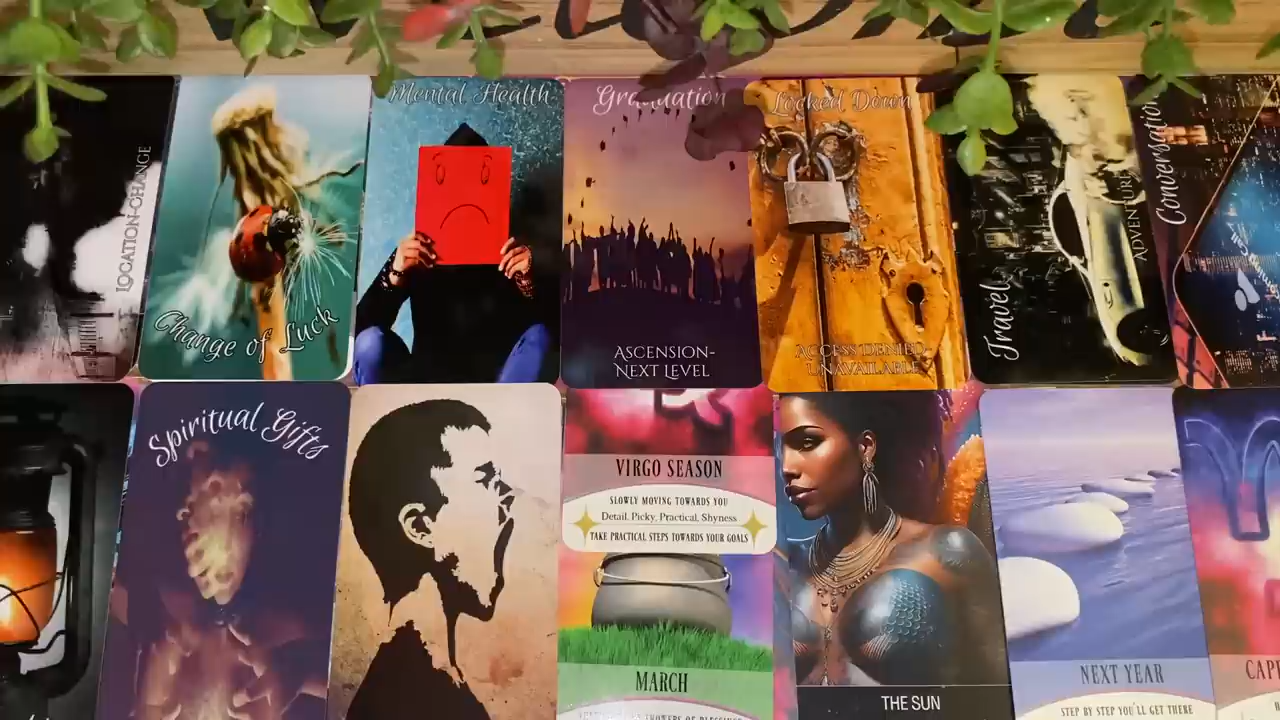 LOCATION-CHANGE
Change of Luck
Mental Health
Graduation
ASCENSION-
NEXT LEVEL
Locked Down
ACCESS DENIED
UNAVAILABLE
Travel
ADVENTURE
Conversation
Spiritual Gifts
VIRGO SEASON
SLOWLY MOVING TOWARDS YOU
Detail, Picky, Practical, Shyness
TAKE PRACTICAL STEPS TOWARDS YOUR GOALS
MARCH
THE SUN
NEXT YEAR
STEP BY STEP YOU'LL GET THERE